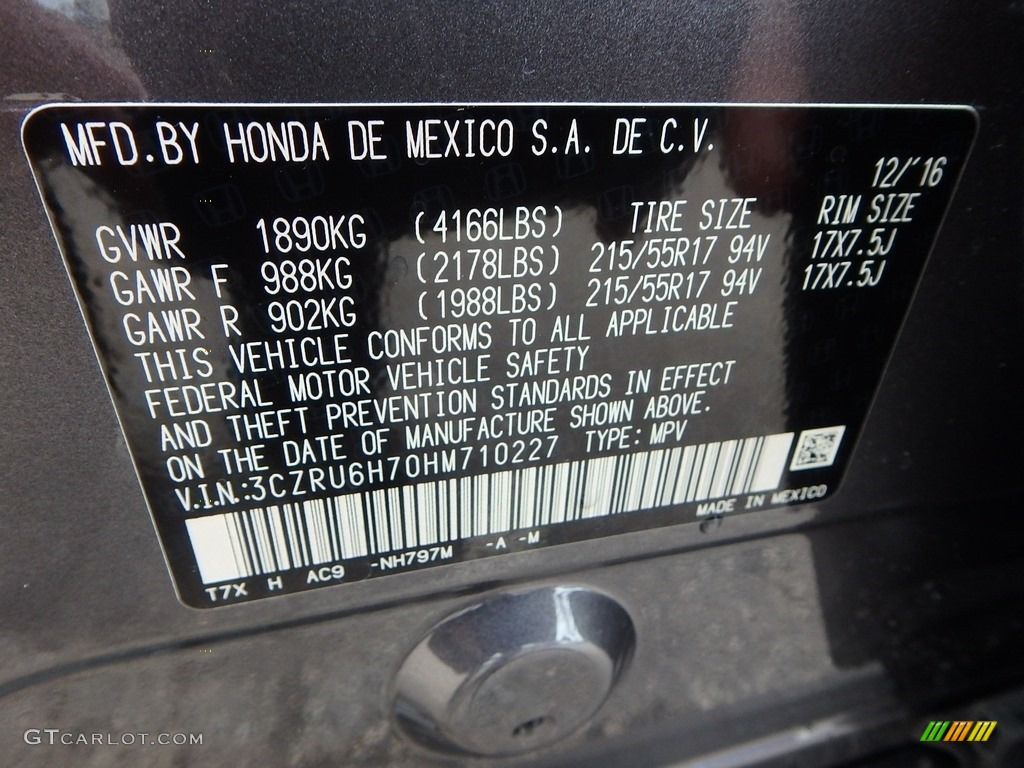 MFD.BY HONDA DE MEXICO S.A. DE C.V.
12/'16
GVWR 1890KG (4166LBS) TIRE SIZE RIM SIZE
GAWR F 988KG (2178LBS) 215/55R17 94V 17X7.5J
GAWR R 902KG (1988LBS) 215/55R17 94V 17X7.5J
THIS VEHICLE CONFORMS TO ALL APPLICABLE
FEDERAL MOTOR VEHICLE SAFETY
AND THEFT PREVENTION STANDARDS IN EFFECT
ON THE DATE OF MANUFACTURE SHOWN ABOVE.
V.I.N.:3CZRU6H70HM710227 TYPE: MPV
MADE IN MEXICO
T7X H AC9 -NH797M -A -M
GTCARLOT.COM